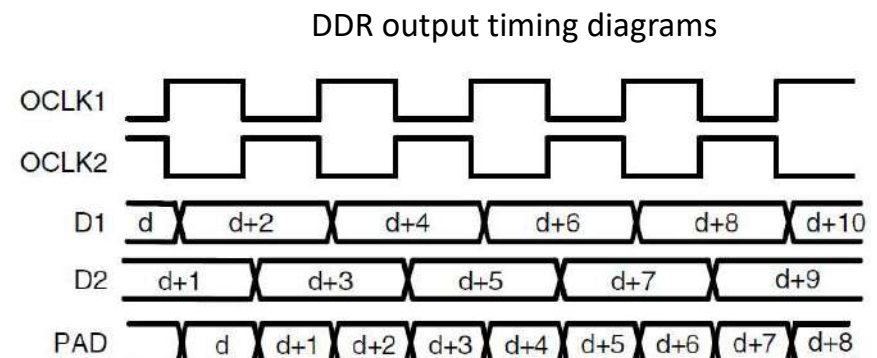 DDR output timing diagrams
OCLK1
OCLK2
D1 d d+2 d+4 d+6 d+8 d+10
D2 d+1 d+3 d+5 d+7 d+9
PAD d d+1 d+2 d+3 d+4 d+5 d+6 d+7 d+8